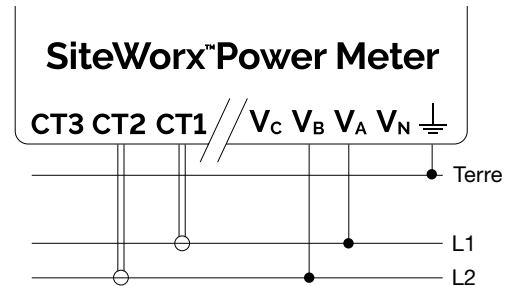 SiteWorx™Power Meter
CT3 CT2 CT1 VC VB VA VN
Terre
L1
L2